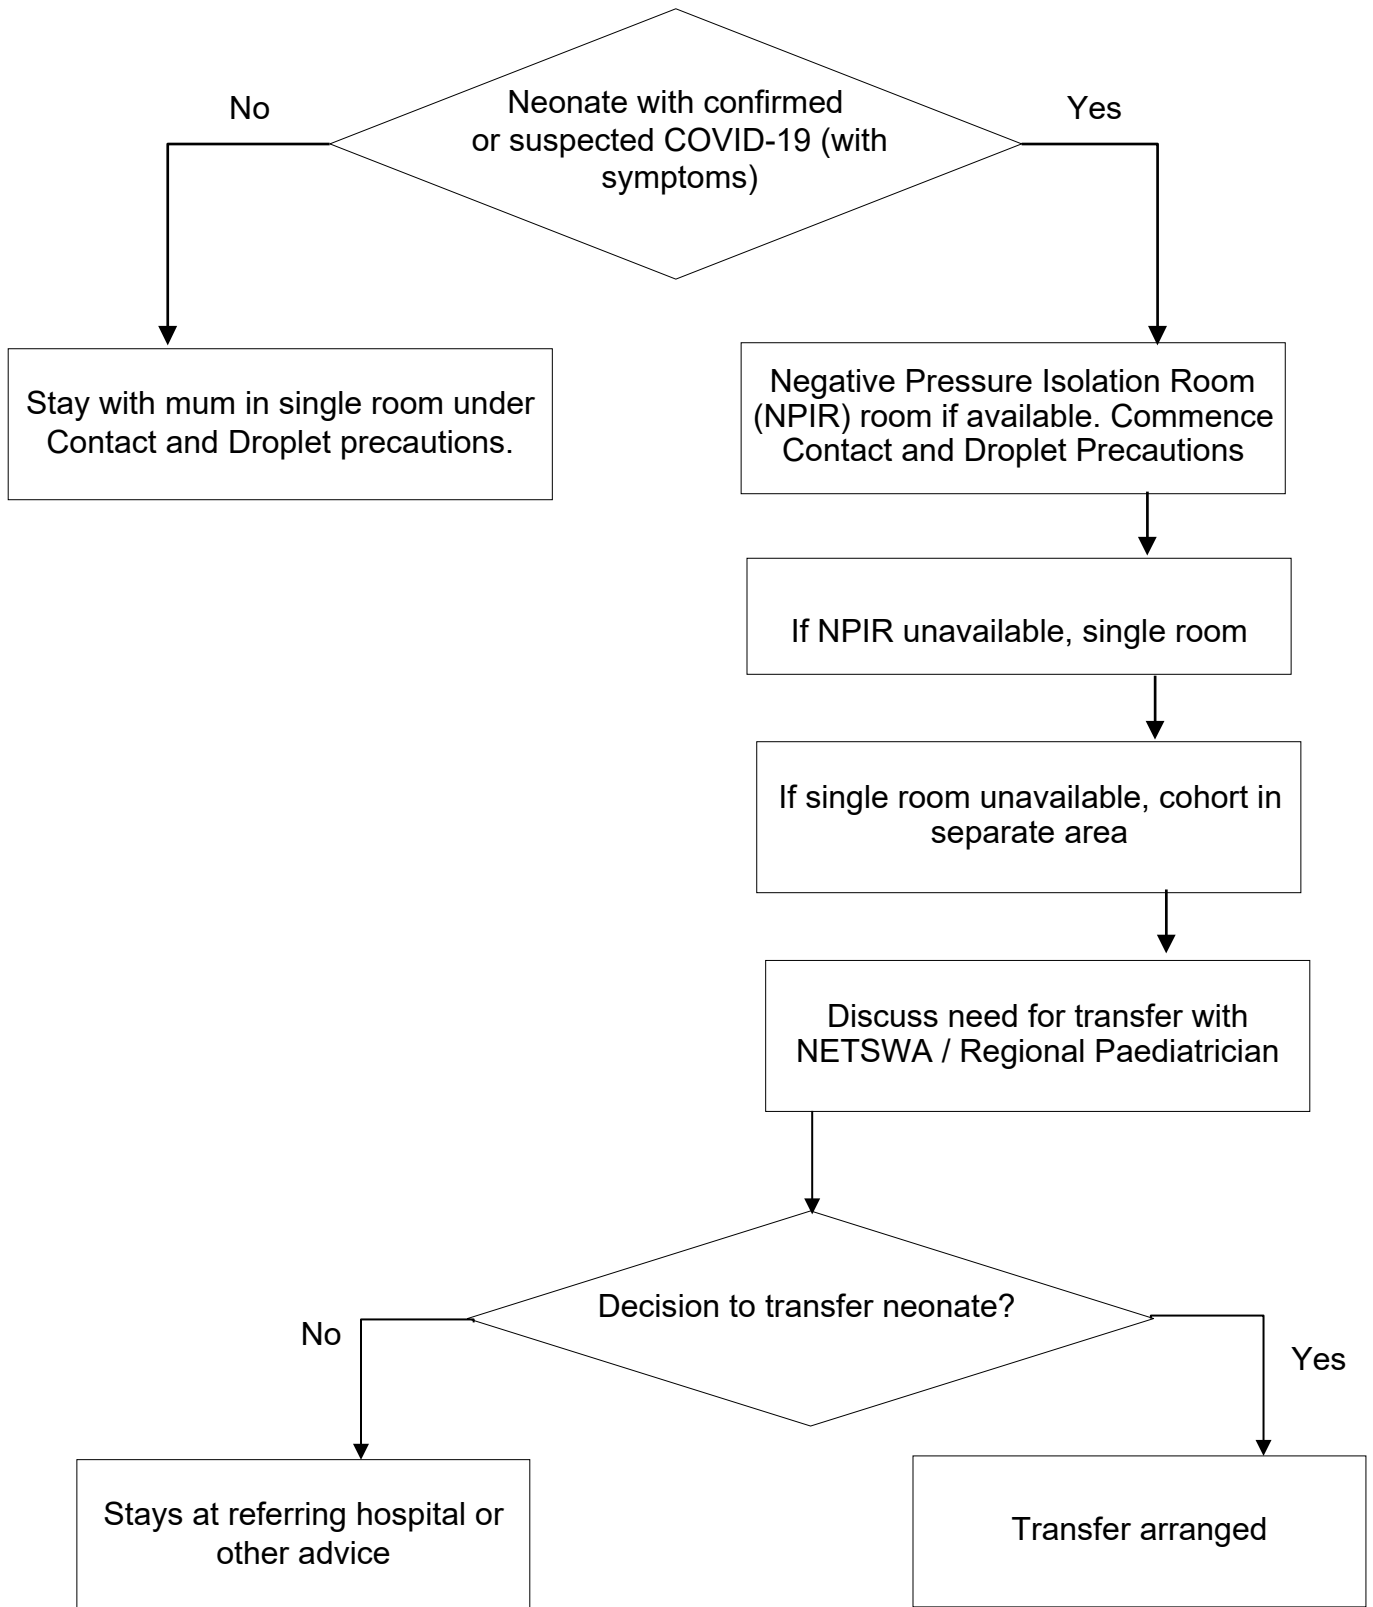 No
Neonate with confirmed
or suspected COVID-19 (with
symptoms)
Yes
Stay with mum in single room under
Contact and Droplet precautions.
Negative Pressure Isolation Room
(NPIR) room if available. Commence
Contact and Droplet Precautions
If NPIR unavailable, single room
If single room unavailable, cohort in
separate area
Discuss need for transfer with
NETSWA / Regional Paediatrician
Decision to transfer neonate?
No
Yes
Stays at referring hospital or
other advice
Transfer arranged